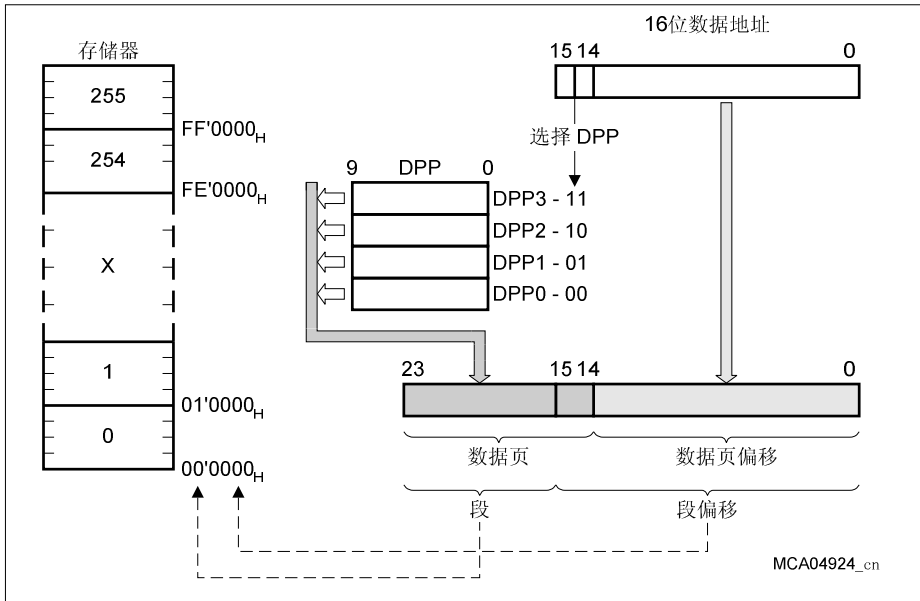 存储器
16位数据地址
15 14 0
255
FF'0000H
选择 DPP
254
9 DPP 0
FE'0000H
DPP3 - 11
DPP2 - 10
X
DPP1 - 01
DPP0 - 00
1
23 15 14 0
01'0000H
0
数据页 数据页偏移
00'0000H
段 段偏移
MCA04924_cn